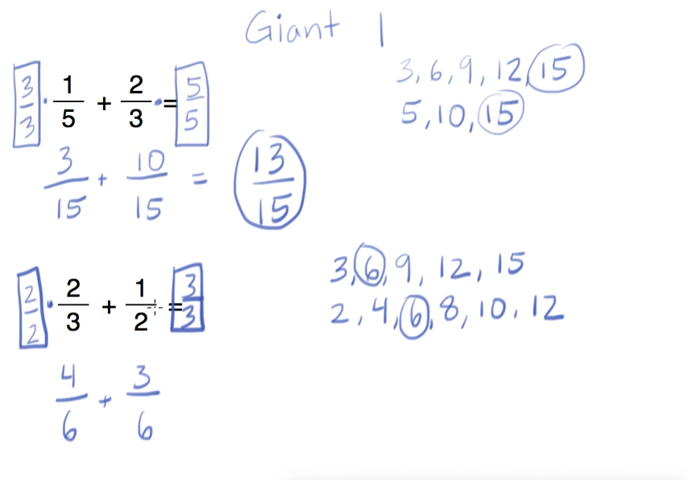 Giant 1
3/3 · 1/5 + 2/3 · = 5/5
3, 6, 9, 12, 15
5, 10, 15
3/15 + 10/15 = 13/15
2/2 · 2/3 + 1/2 = 3/3
3, 6, 9, 12, 15
2, 4, 6, 8, 10, 12
4/6 + 3/6